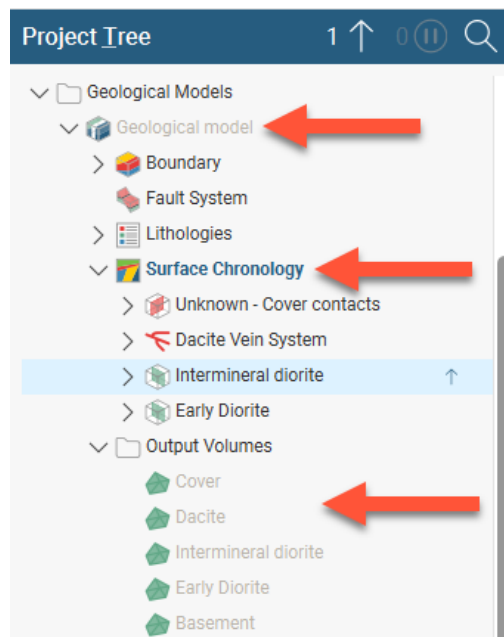 Project Tree 1 0
Geological Models
Geological model
Boundary
Fault System
Lithologies
Surface Chronology
Unknown - Cover contacts
Dacite Vein System
Intermineral diorite
Early Diorite
Output Volumes
Cover
Dacite
Intermineral diorite
Early Diorite
Basement